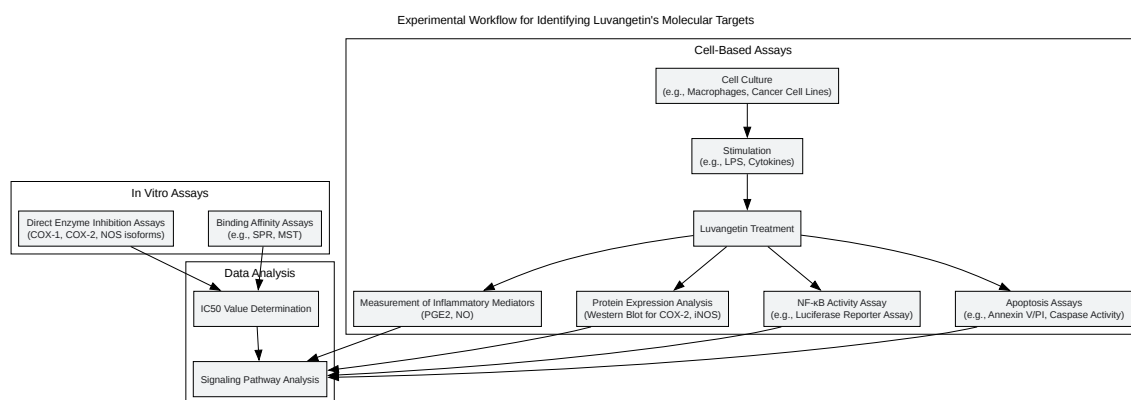 Experimental Workflow for Identifying Luvangetin's Molecular Targets
Cell-Based Assays
Cell Culture
(e.g., Macrophages, Cancer Cell Lines)
Stimulation
(e.g., LPS, Cytokines)
Luvangetin Treatment
In Vitro Assays
Direct Enzyme Inhibition Assays
(COX-1, COX-2, NOS isoforms)
Binding Affinity Assays
(e.g., SPR, MST)
Data Analysis
IC50 Value Determination
Measurement of Inflammatory Mediators
(PGE2, NO)
Protein Expression Analysis
(Western Blot for COX-2, iNOS)
NF-κB Activity Assay
(e.g., Luciferase Reporter Assay)
Apoptosis Assays
(e.g., Annexin V/PI, Caspase Activity)
Signaling Pathway Analysis